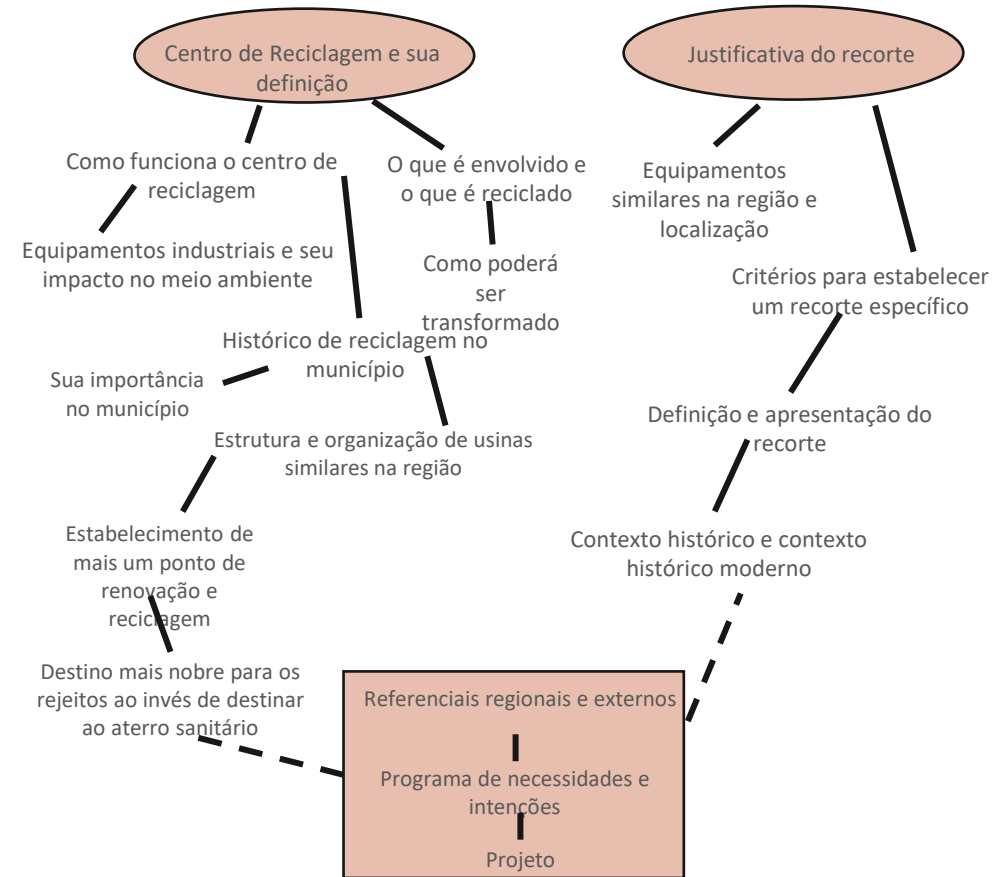 Centro de Reciclagem e sua
definição
Justificativa do recorte
Como funciona o centro de
reciclagem
O que é envolvido e
o que é reciclado
Equipamentos
similares na região e
localização
Equipamentos industriais e seu
impacto no meio ambiente
Como poderá
ser
transformado
Critérios para estabelecer
um recorte específico
Histórico de reciclagem no
município
Sua importância
no município
Definição e apresentação do
recorte
Estrutura e organização de usinas
similares na região
Estabelecimento de
mais um ponto de
renovação e
reciclagem
Contexto histórico e contexto
histórico moderno
Destino mais nobre para os
rejeitos ao invés de destinar
ao aterro sanitário
Referenciais regionais e externos
Programa de necessidades e
intenções
Projeto